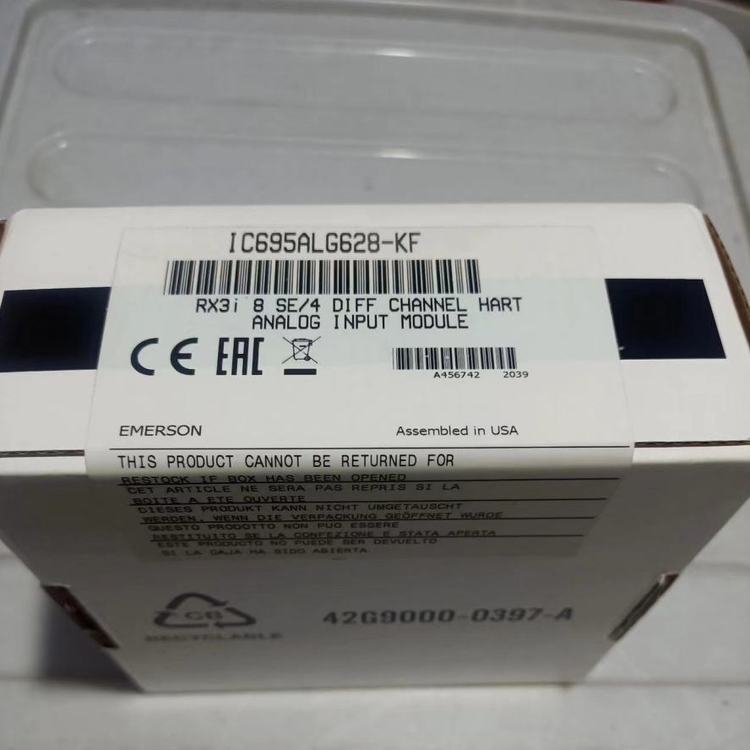 IC695ALG628-KF
RX3i 8 SE/4 DIFF CHANNEL HART
ANALOG INPUT MODULE
CE EAC
A456742 2039
EMERSON
Assembled in USA
THIS PRODUCT CANNOT BE RETURNED FOR
RESTOCK IF BOX HAS BEEN OPENED
CET ARTICLE NE SERA PAS REPRIS SI LA
BOITE A ETE OUVERTE
DIESES PRODUKT KANN NICHT UMGETAUSCHT
WERDEN, WENN DIE VERPACKUNG GEÖFFNET WURDE
QUESTO PRODOTTO NON PUO ESSERE
RESTITUITO SE LA CONFEZIONE E STATA APERTA
ESTE PRODUCTO NO PUEDE SER DEVUELTO
SI LA CAJA HA SIDO ABIERTA
CB
RECYCLABLE
42G9000-0397-A